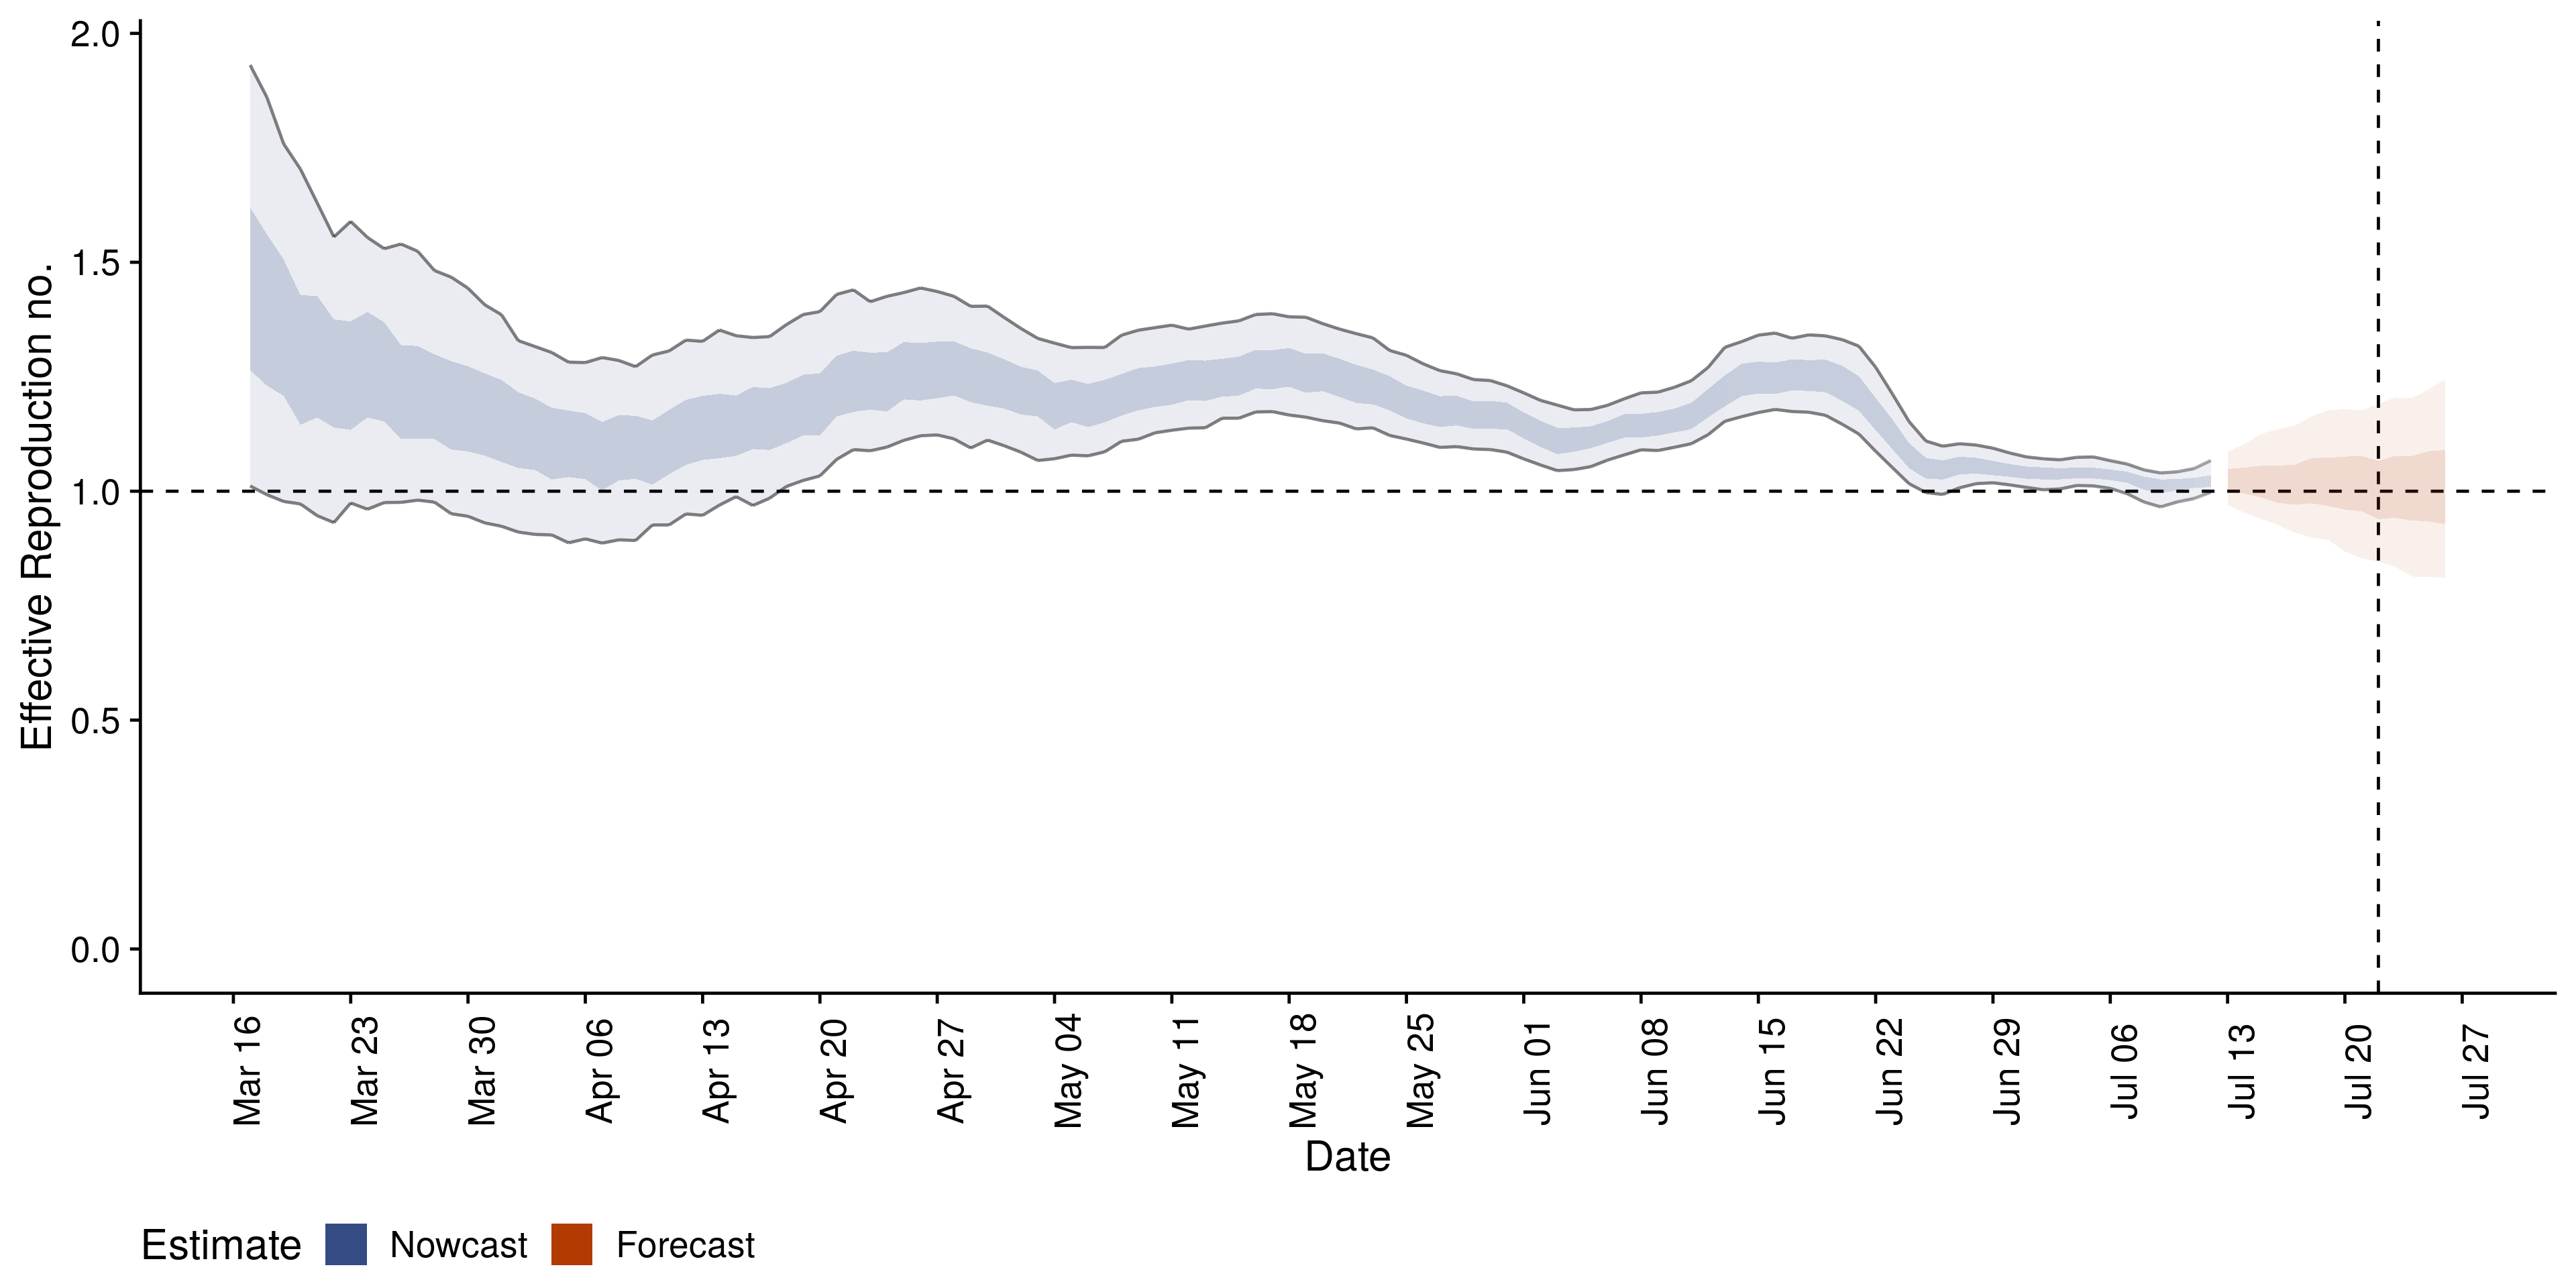 Effective Reproduction no.
2.0
1.5
1.0
0.5
0.0
Mar 16
Mar 23
Mar 30
Apr 06
Apr 13
Apr 20
Apr 27
May 04
May 11
May 18
May 25
Jun 01
Jun 08
Jun 15
Jun 22
Jun 29
Jul 06
Jul 13
Jul 20
Jul 27
Date
Estimate Nowcast Forecast